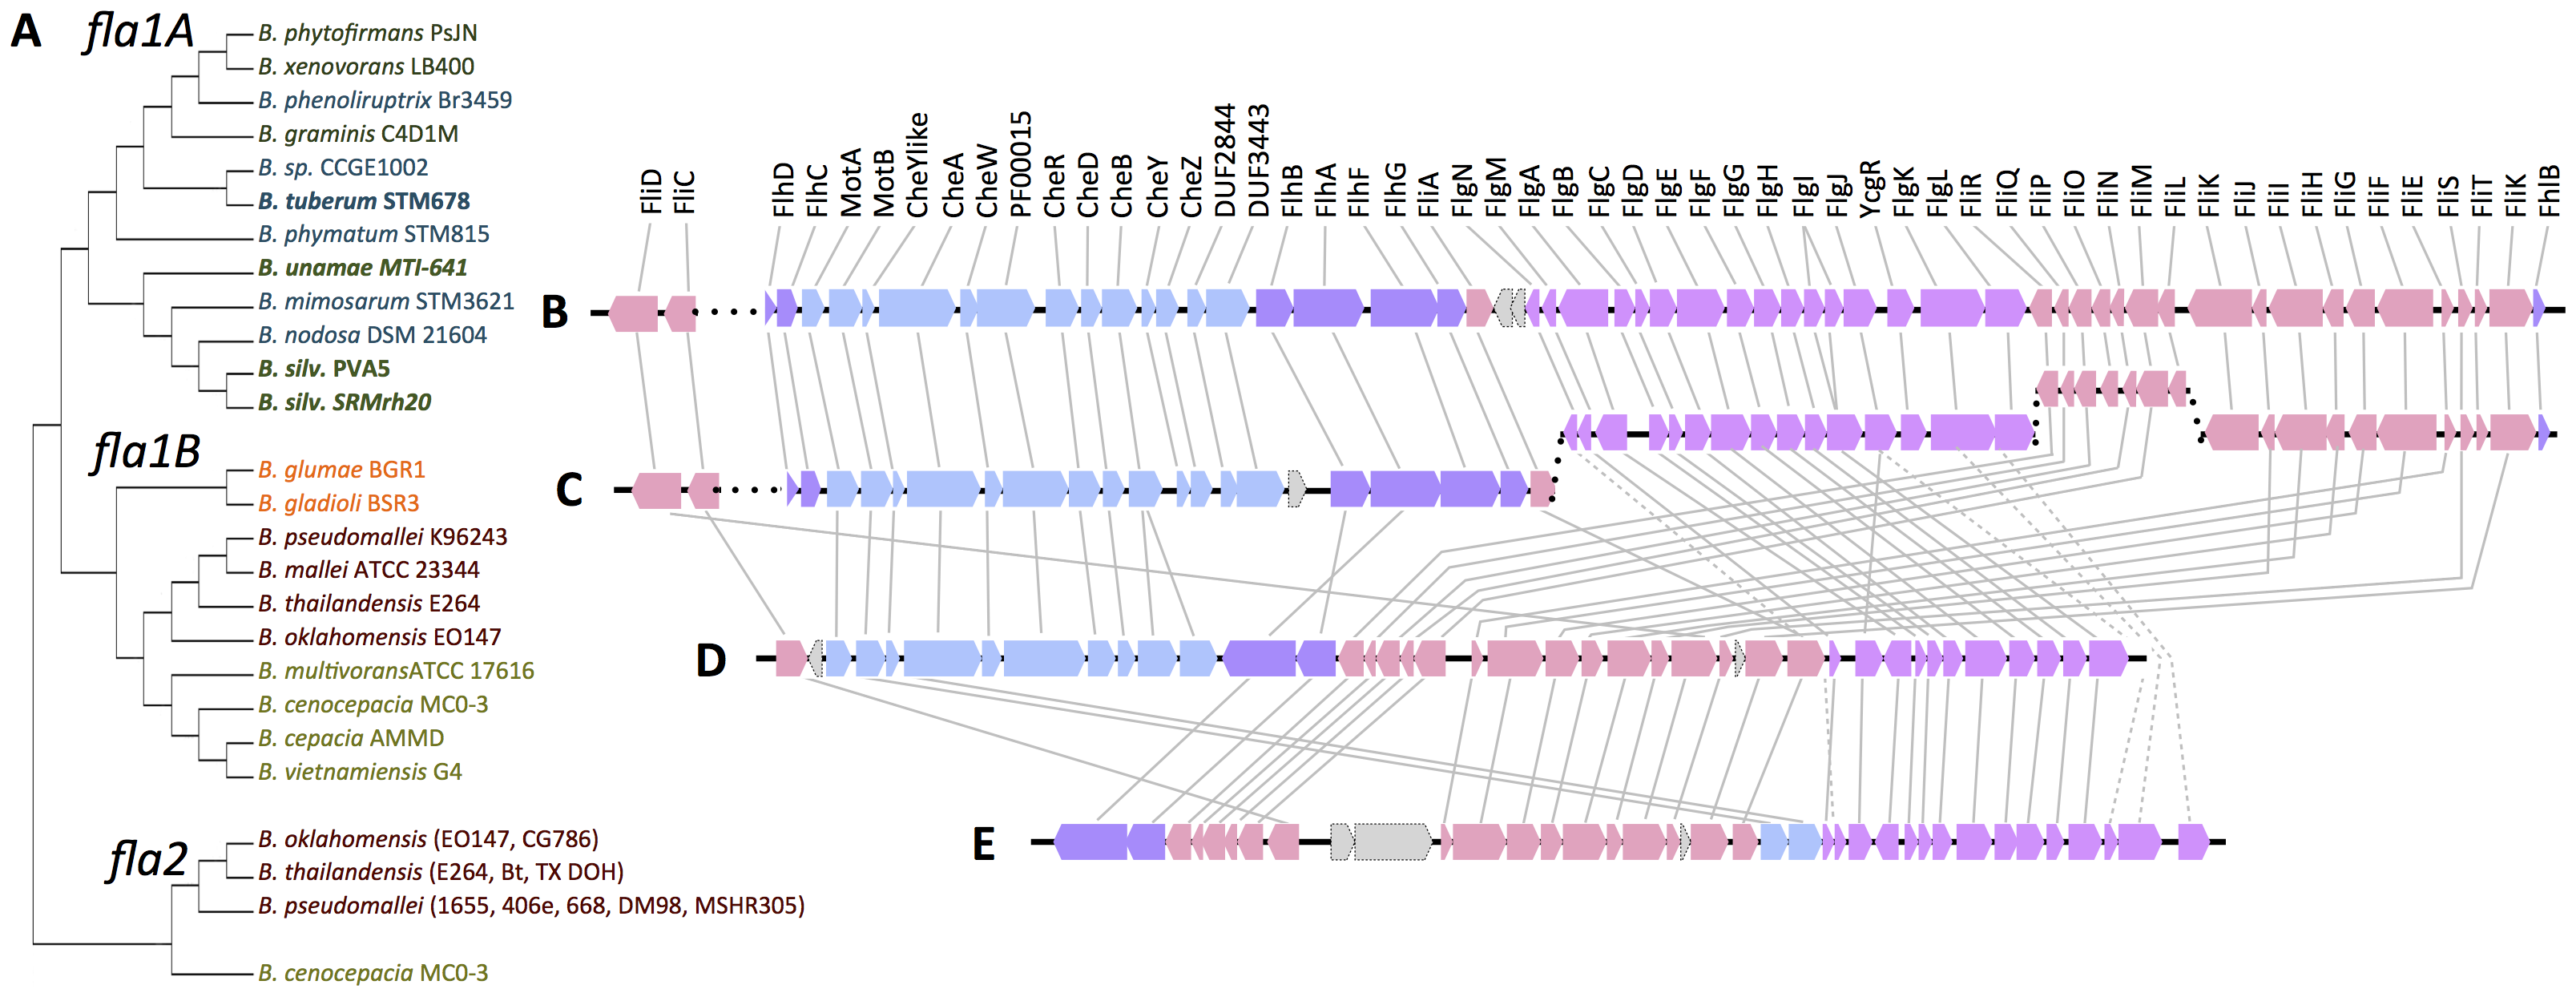 A
fla1A
B. phytofirmans PsJN
B. xenovorans LB400
B. phenoliruptrix Br3459
B. graminis C4D1M
B. sp. CCGE1002
B. tuberum STM678
B. phymatum STM815
B. unamae MTI-641
B. mimosarum STM3621
B. nodosa DSM 21604
B. silv. PVA5
B. silv. SRMrh20
fla1B
B. glumae BGR1
B. gladioli BSR3
B. pseudomallei K96243
B. mallei ATCC 23344
B. thailandensis E264
B. oklahomensis EO147
B. multivoransATCC 17616
B. cenocepacia MC0-3
B. cepacia AMMD
B. vietnamiensis G4
fla2
B. oklahomensis (EO147, CG786)
B. thailandensis (E264, Bt, TX DOH)
B. pseudomallei (1655, 406e, 668, DM98, MSHR305)
B. cenocepacia MC0-3
FliD
FliC
FlhD
FlhC
MotA
MotB
CheYlike
CheA
CheW
PF00015
CheR
CheD
CheB
CheY
CheZ
DUF2844
DUF3443
FlhB
FlhA
FlhF
FlhG
FliA
FlgN
FlgM
FlgA
FlgB
FlgC
FlgD
FlgE
FlgF
FlgG
FlgH
FlgI
FlgJ
YcgR
FlgK
FlgL
FliR
FliQ
FliP
FliO
FliN
FliM
FliL
FliK
FliJ
FliI
FliH
FliG
FliF
FliE
FliS
FliT
FliK
FhlB
B
C
D
E